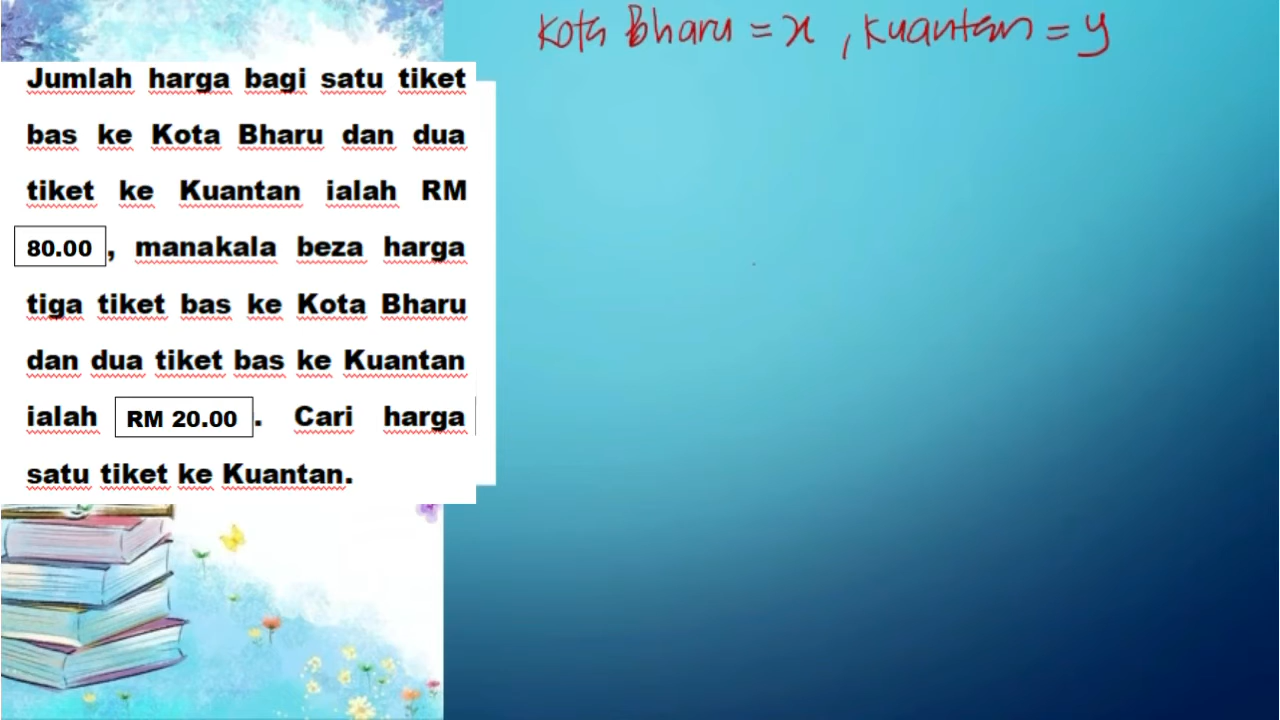 Kota Bharu = x , Kuantan = y
Jumlah harga bagi satu tiket
bas ke Kota Bharu dan dua
tiket ke Kuantan ialah RM
80.00 , manakala beza harga
tiga tiket bas ke Kota Bharu
dan dua tiket bas ke Kuantan
ialah RM 20.00 . Cari harga
satu tiket ke Kuantan.